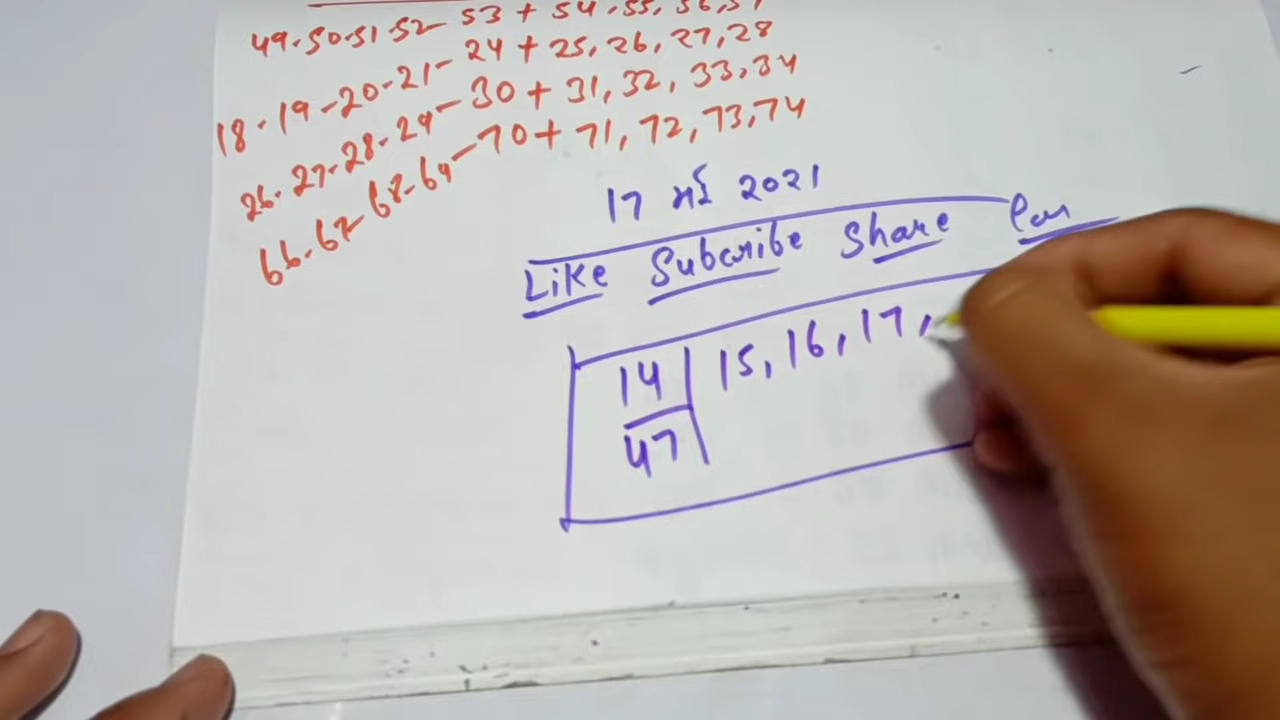 49.50.51.52- 53 + 54,55,56,57
18.19-20-21- 24 + 25, 26, 27, 28
26.27-28.29-30 + 31, 32, 33,34
66.67-68-69-70+ 71, 72, 73,74
17 मई 2021
Like Subcribe Share
14 15, 16, 17,
47